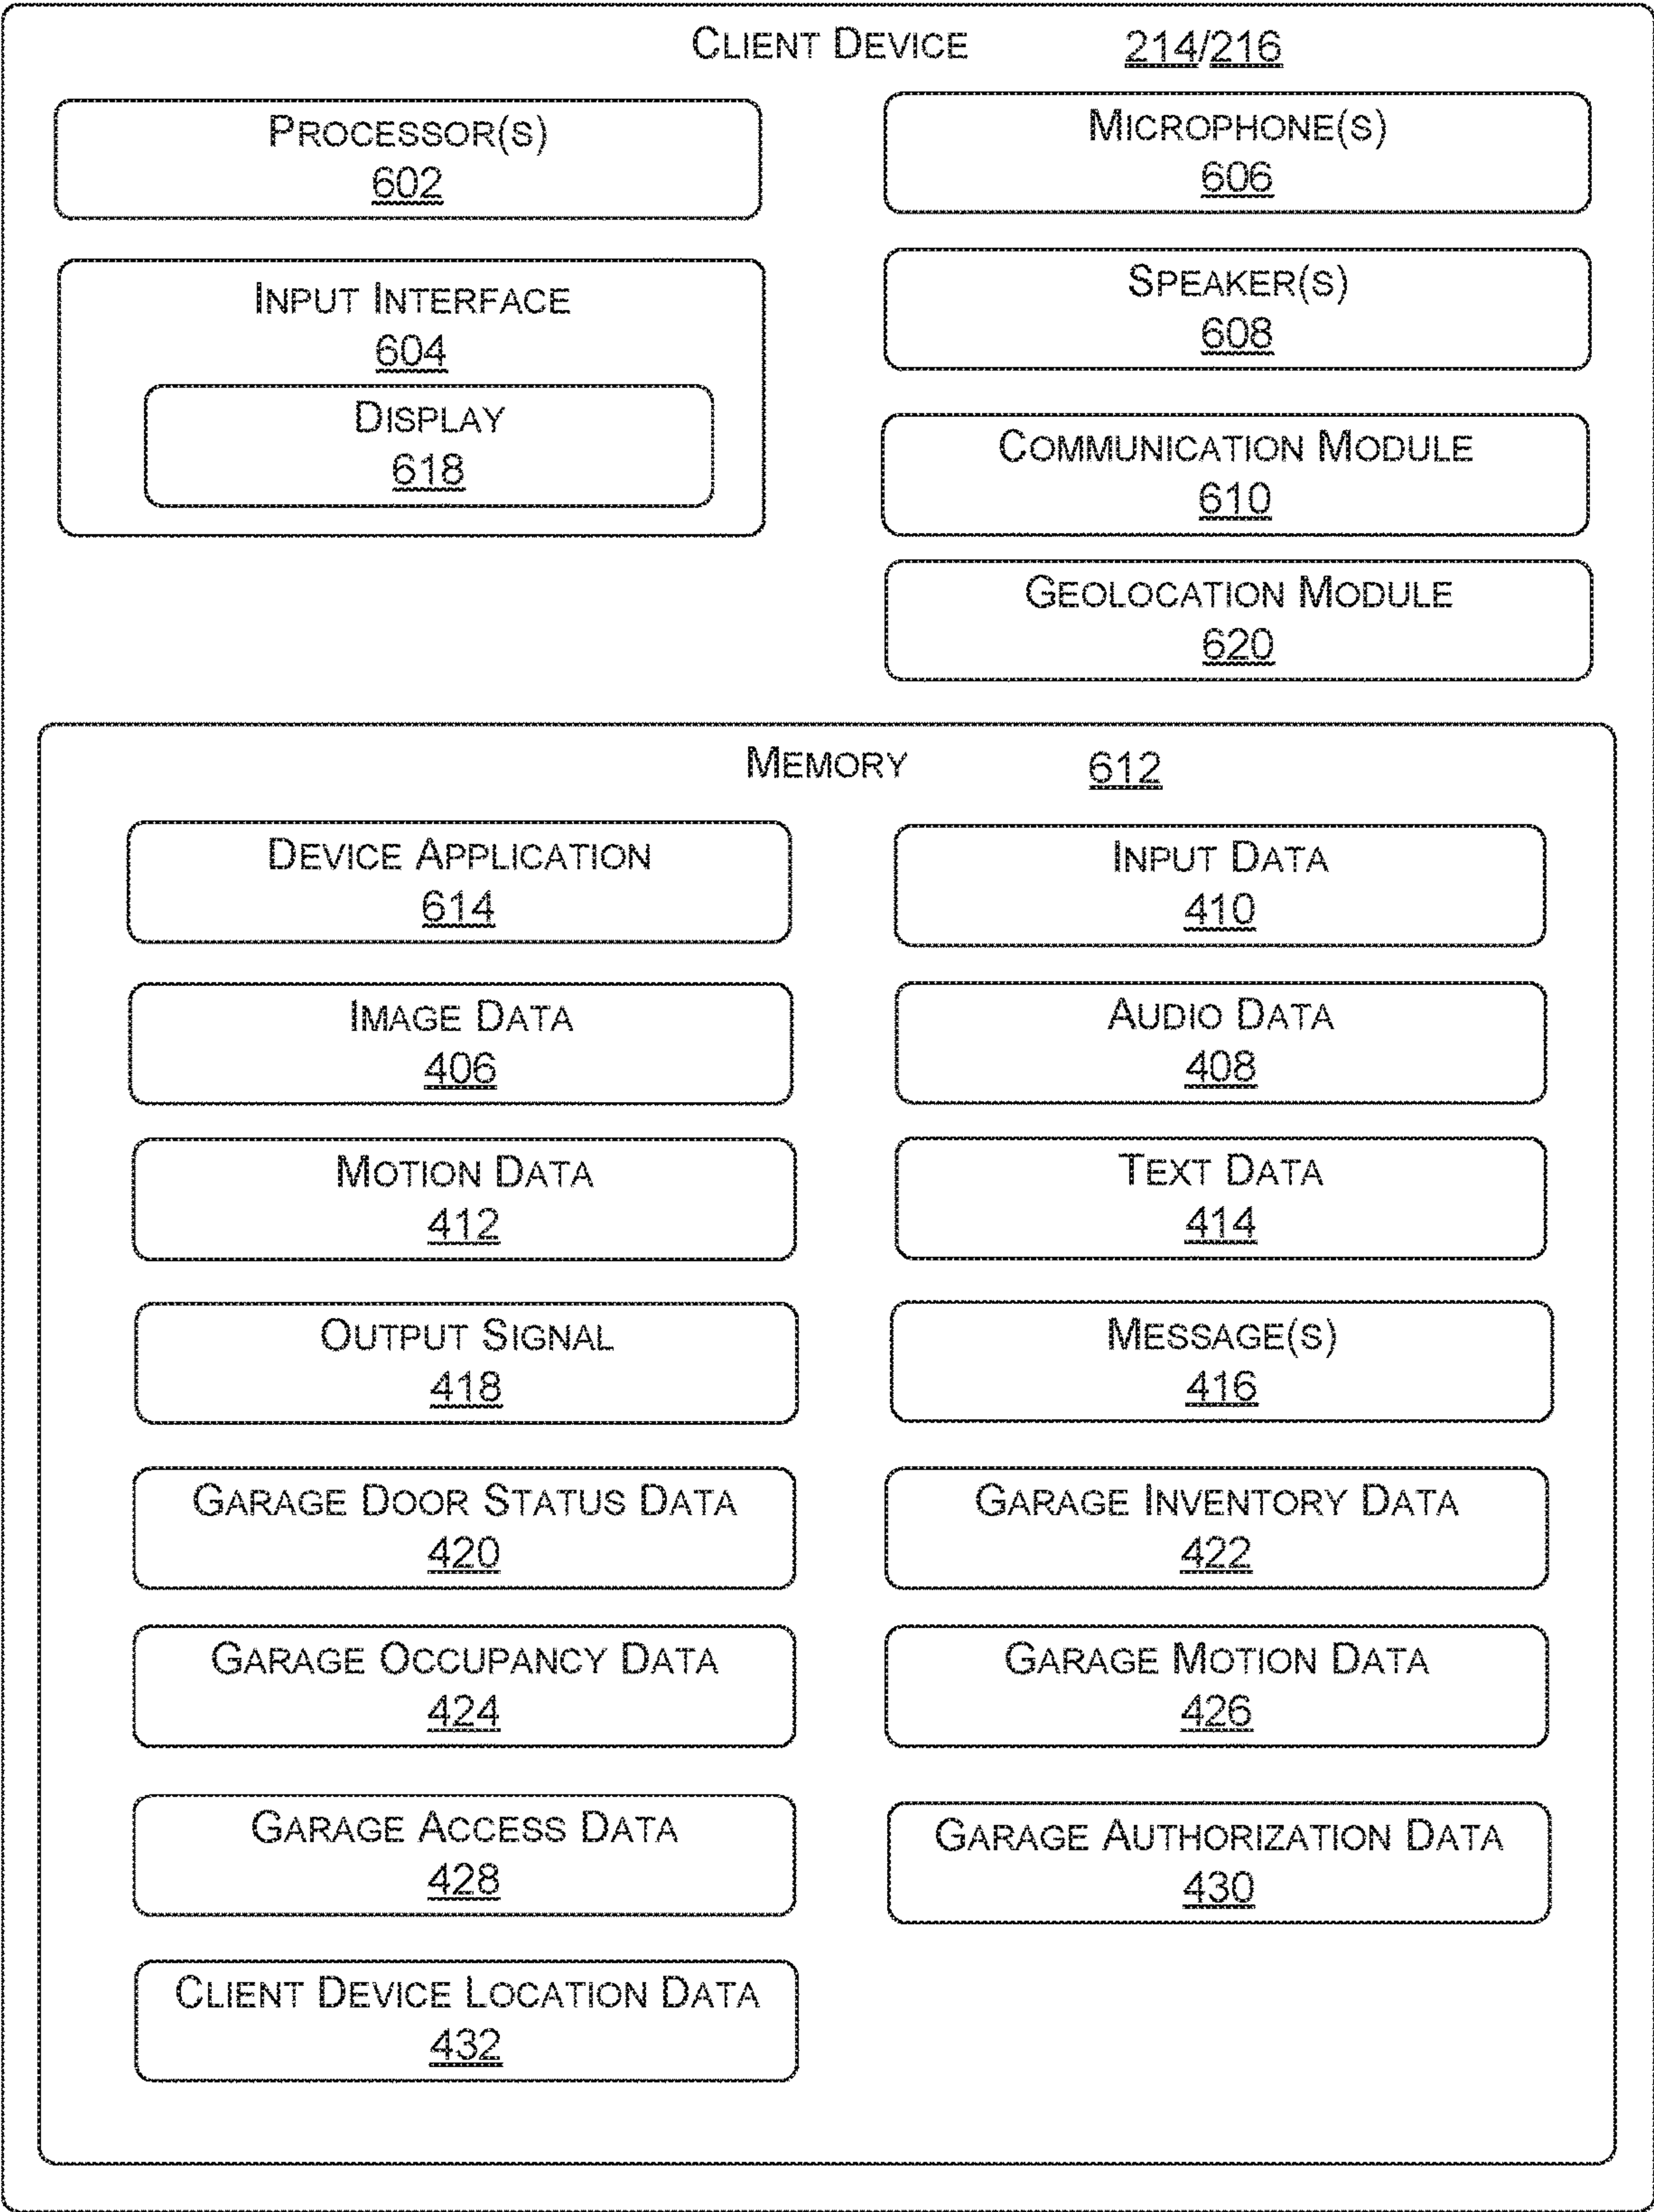 CLIENT DEVICE 214/216
PROCESSOR(S)
602
MICROPHONE(S)
606
INPUT INTERFACE
604
DISPLAY
618
SPEAKER(S)
608
COMMUNICATION MODULE
610
GEOLOCATION MODULE
620
MEMORY 612
DEVICE APPLICATION
614
INPUT DATA
410
IMAGE DATA
406
AUDIO DATA
408
MOTION DATA
412
TEXT DATA
414
OUTPUT SIGNAL
418
MESSAGE(S)
416
GARAGE DOOR STATUS DATA
420
GARAGE INVENTORY DATA
422
GARAGE OCCUPANCY DATA
424
GARAGE MOTION DATA
426
GARAGE ACCESS DATA
428
GARAGE AUTHORIZATION DATA
430
CLIENT DEVICE LOCATION DATA
432